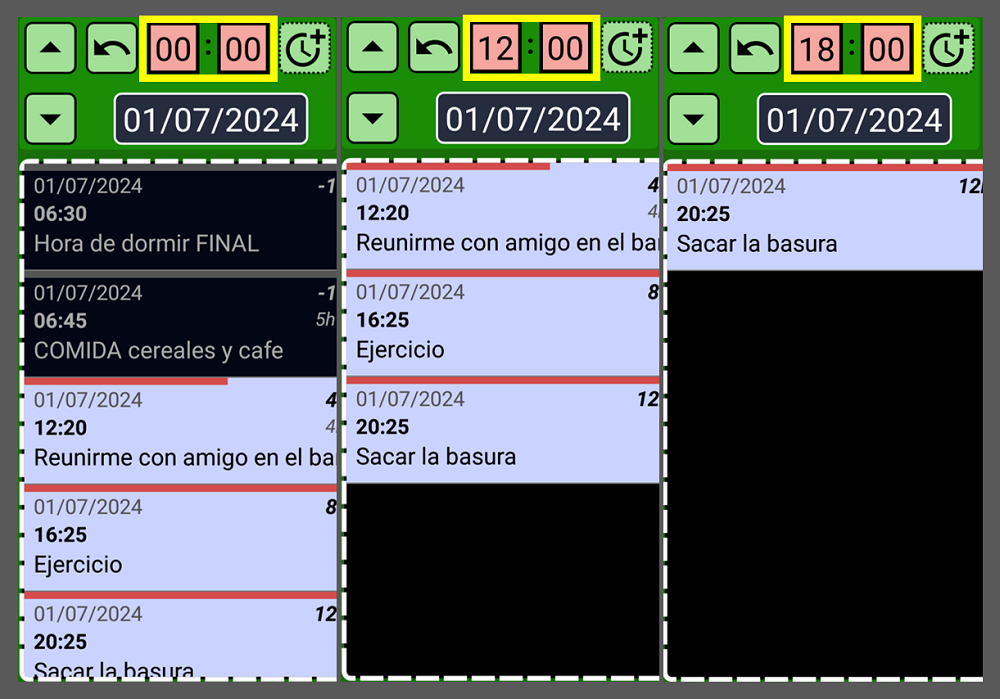 00 : 00
01/07/2024
01/07/2024 -1
06:30
Hora de dormir FINAL
01/07/2024 -1
06:45 5h
COMIDA cereales y cafe
01/07/2024 4
12:20 4
Reunirme con amigo en el ba
01/07/2024 8
16:25
Ejercicio
01/07/2024 12
20:25
Sacar la basura
12 : 00
01/07/2024
01/07/2024 4
12:20 4
Reunirme con amigo en el ba
01/07/2024 8
16:25
Ejercicio
01/07/2024 12
20:25
Sacar la basura
18 : 00
01/07/2024
01/07/2024 12
20:25
Sacar la basura